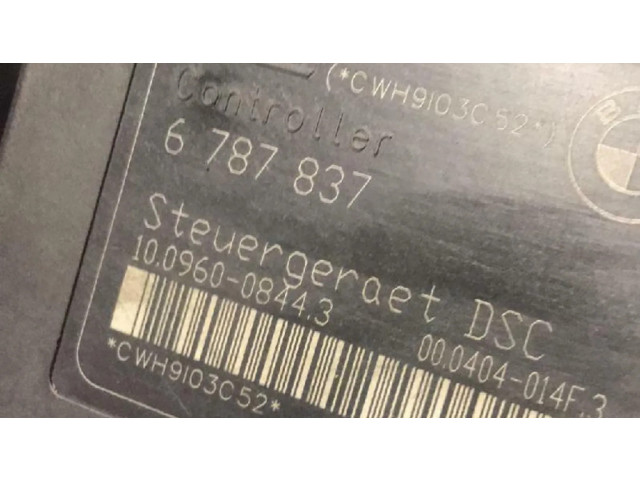 (*CWH9103C52*)
Controller
6 787 837
Steuergeraet DSC
10.0960-0844.3
00.0404-014F.3
*CWH9103C52*